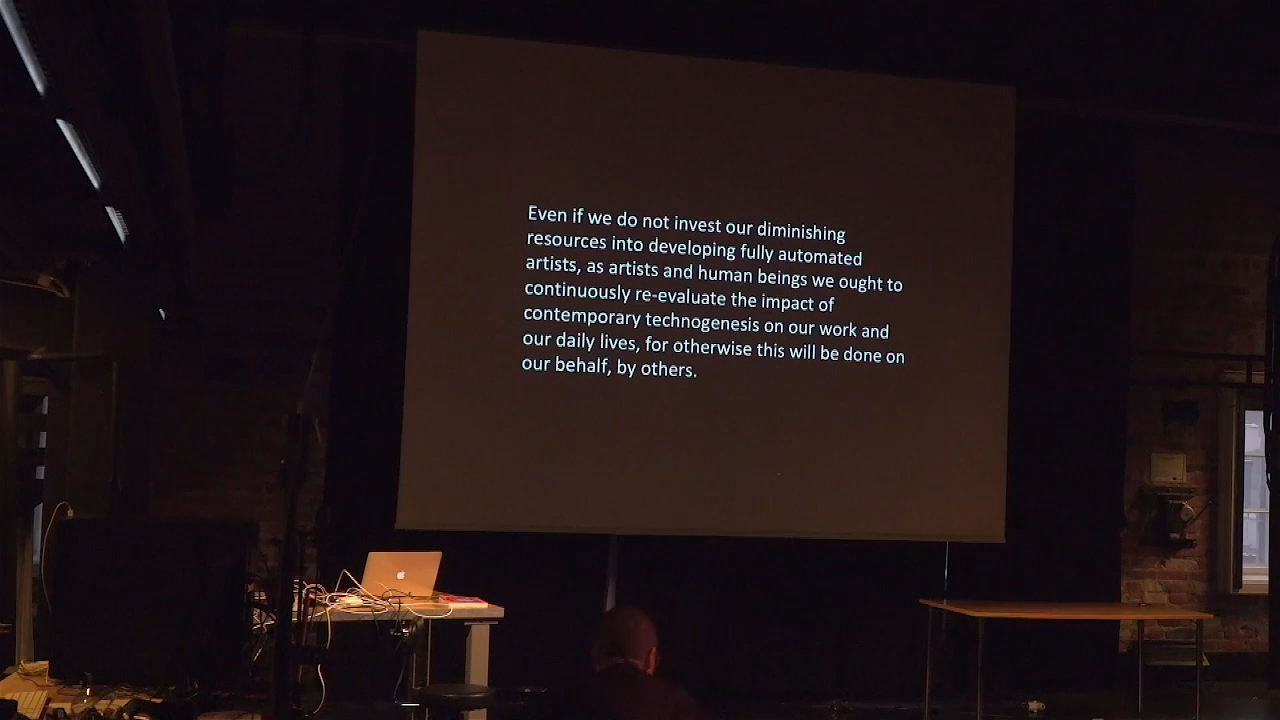 Even if we do not invest our diminishing
resources into developing fully automated
artists, as artists and human beings we ought to
continuously re-evaluate the impact of
contemporary technogenesis on our work and
our daily lives, for otherwise this will be done on
our behalf, by others.